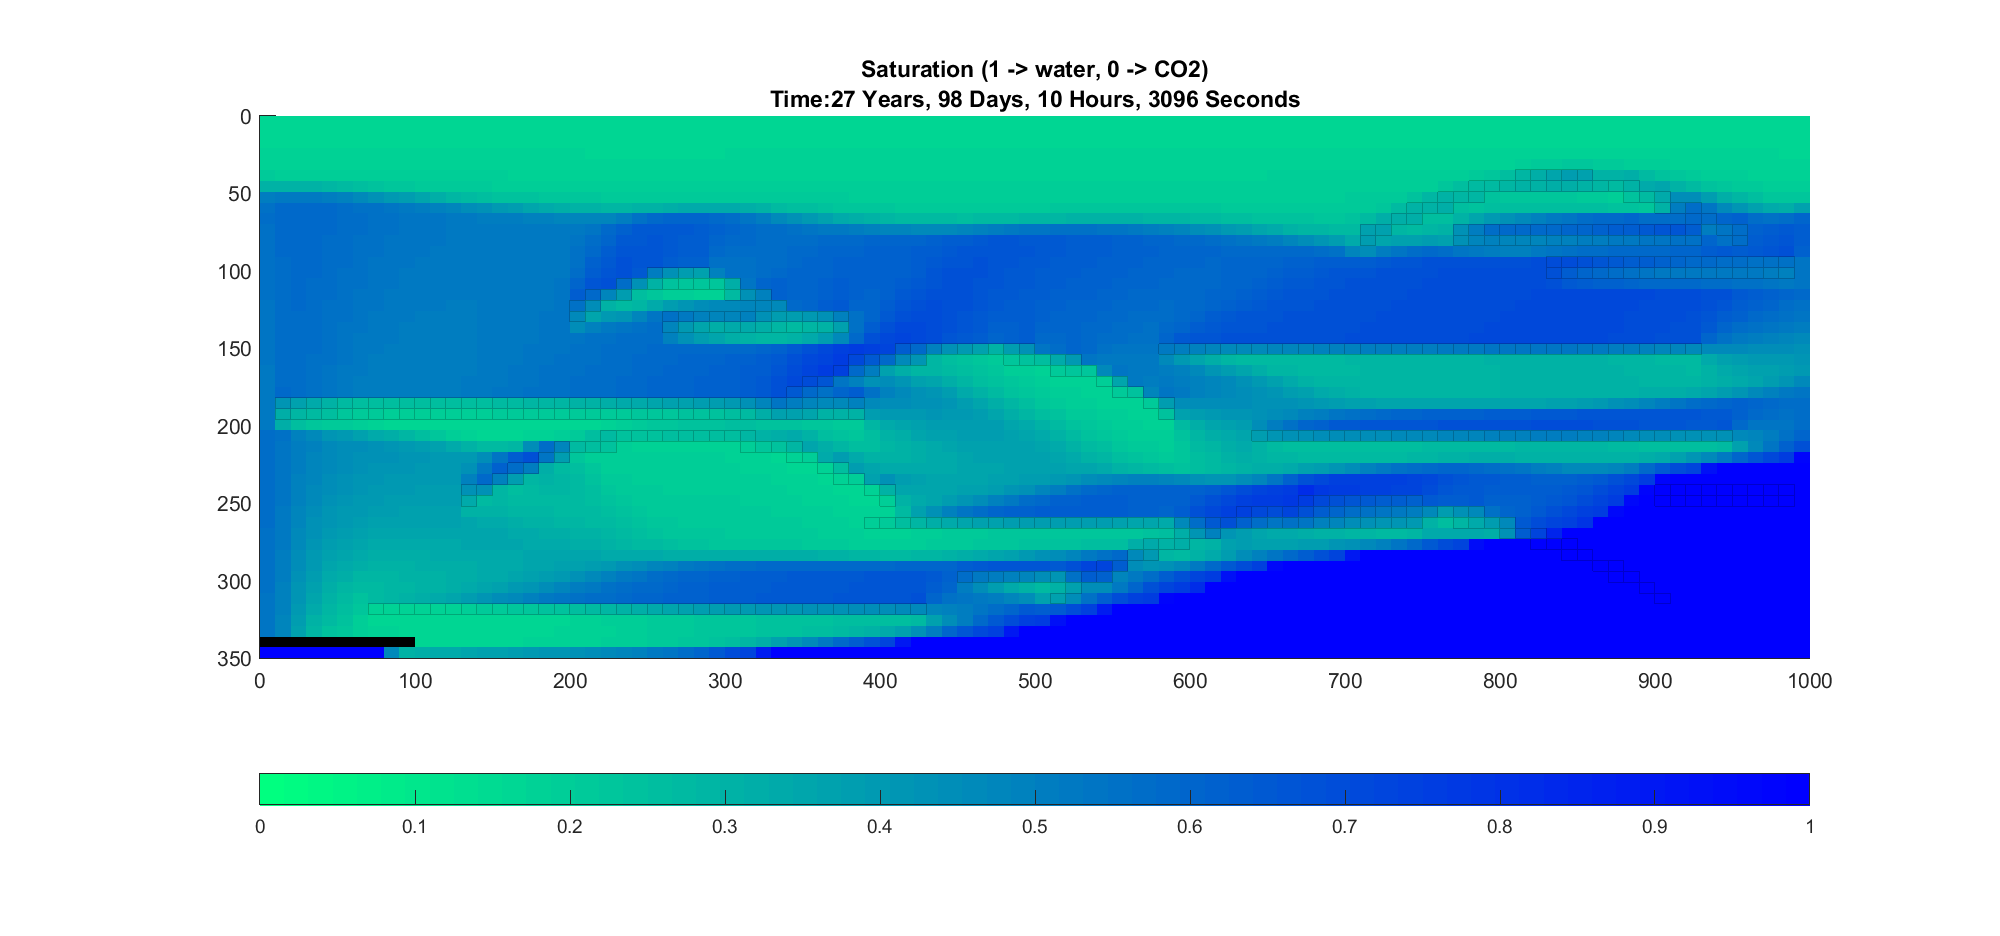 Saturation (1 -> water, 0 -> CO2)
Time:27 Years, 98 Days, 10 Hours, 3096 Seconds
0
50
100
150
200
250
300
350
0 100 200 300 400 500 600 700 800 900 1000
0 0.1 0.2 0.3 0.4 0.5 0.6 0.7 0.8 0.9 1